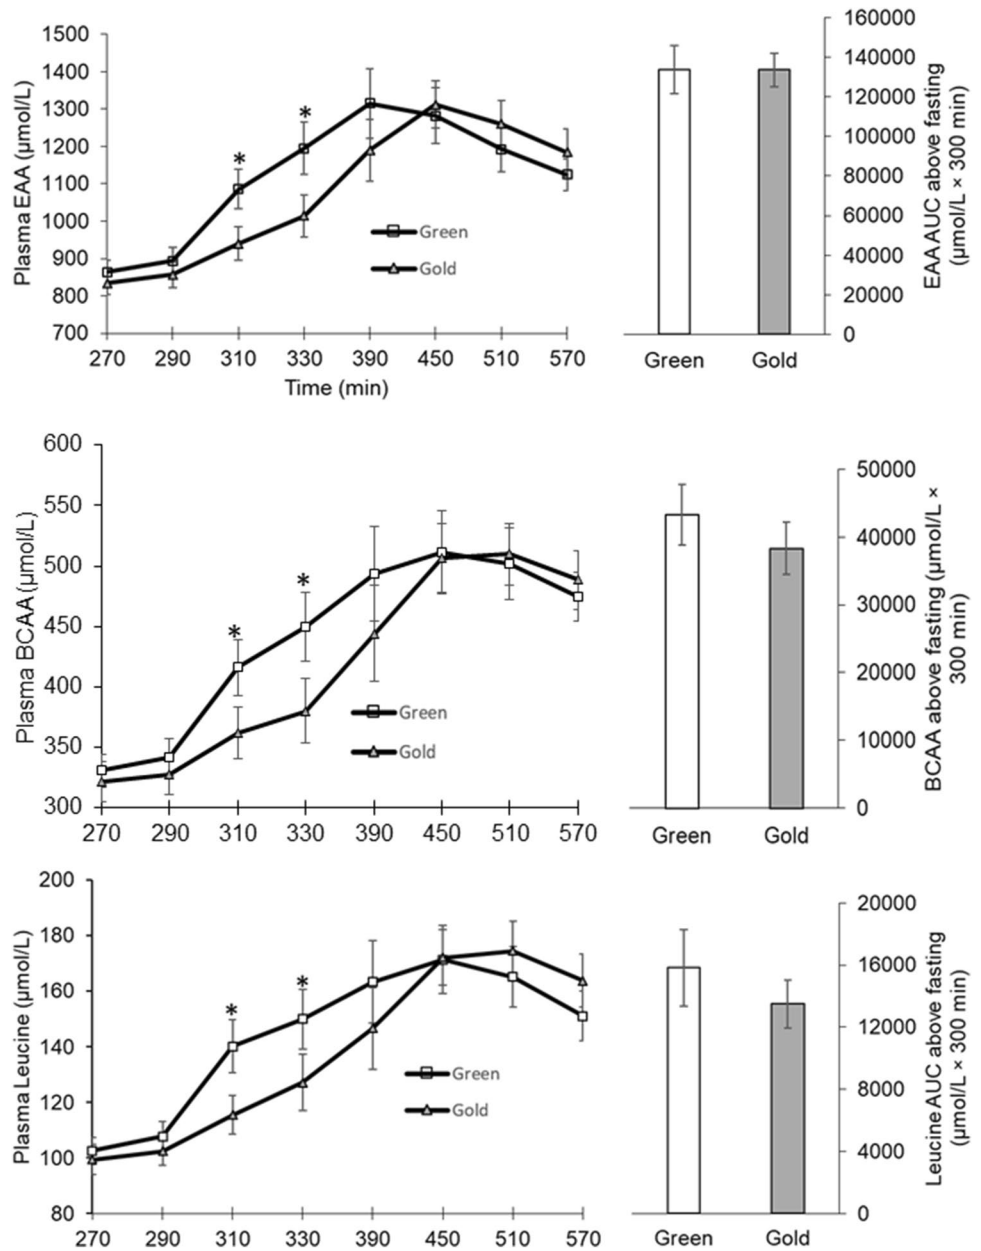 Plasma EAA (µmol/L)
1500
1400
1300
1200
1100
1000
900
800
700
*
*
Green
Gold
270 290 310 330 390 450 510 570
Time (min)
160000
140000
120000
100000
80000
60000
40000
20000
0
EAA AUC above fasting
(µmol/L × 300 min)
Green Gold
Plasma BCAA (µmol/L)
600
550
500
450
400
350
300
*
*
Green
Gold
270 290 310 330 390 450 510 570
50000
40000
30000
20000
10000
0
BCAA above fasting (µmol/L ×
300 min)
Green Gold
Plasma Leucine (µmol/L)
200
180
160
140
120
100
80
*
*
Green
Gold
270 290 310 330 390 450 510 570
20000
16000
12000
8000
4000
0
Leucine AUC above fasting
(µmol/L × 300 min)
Green Gold